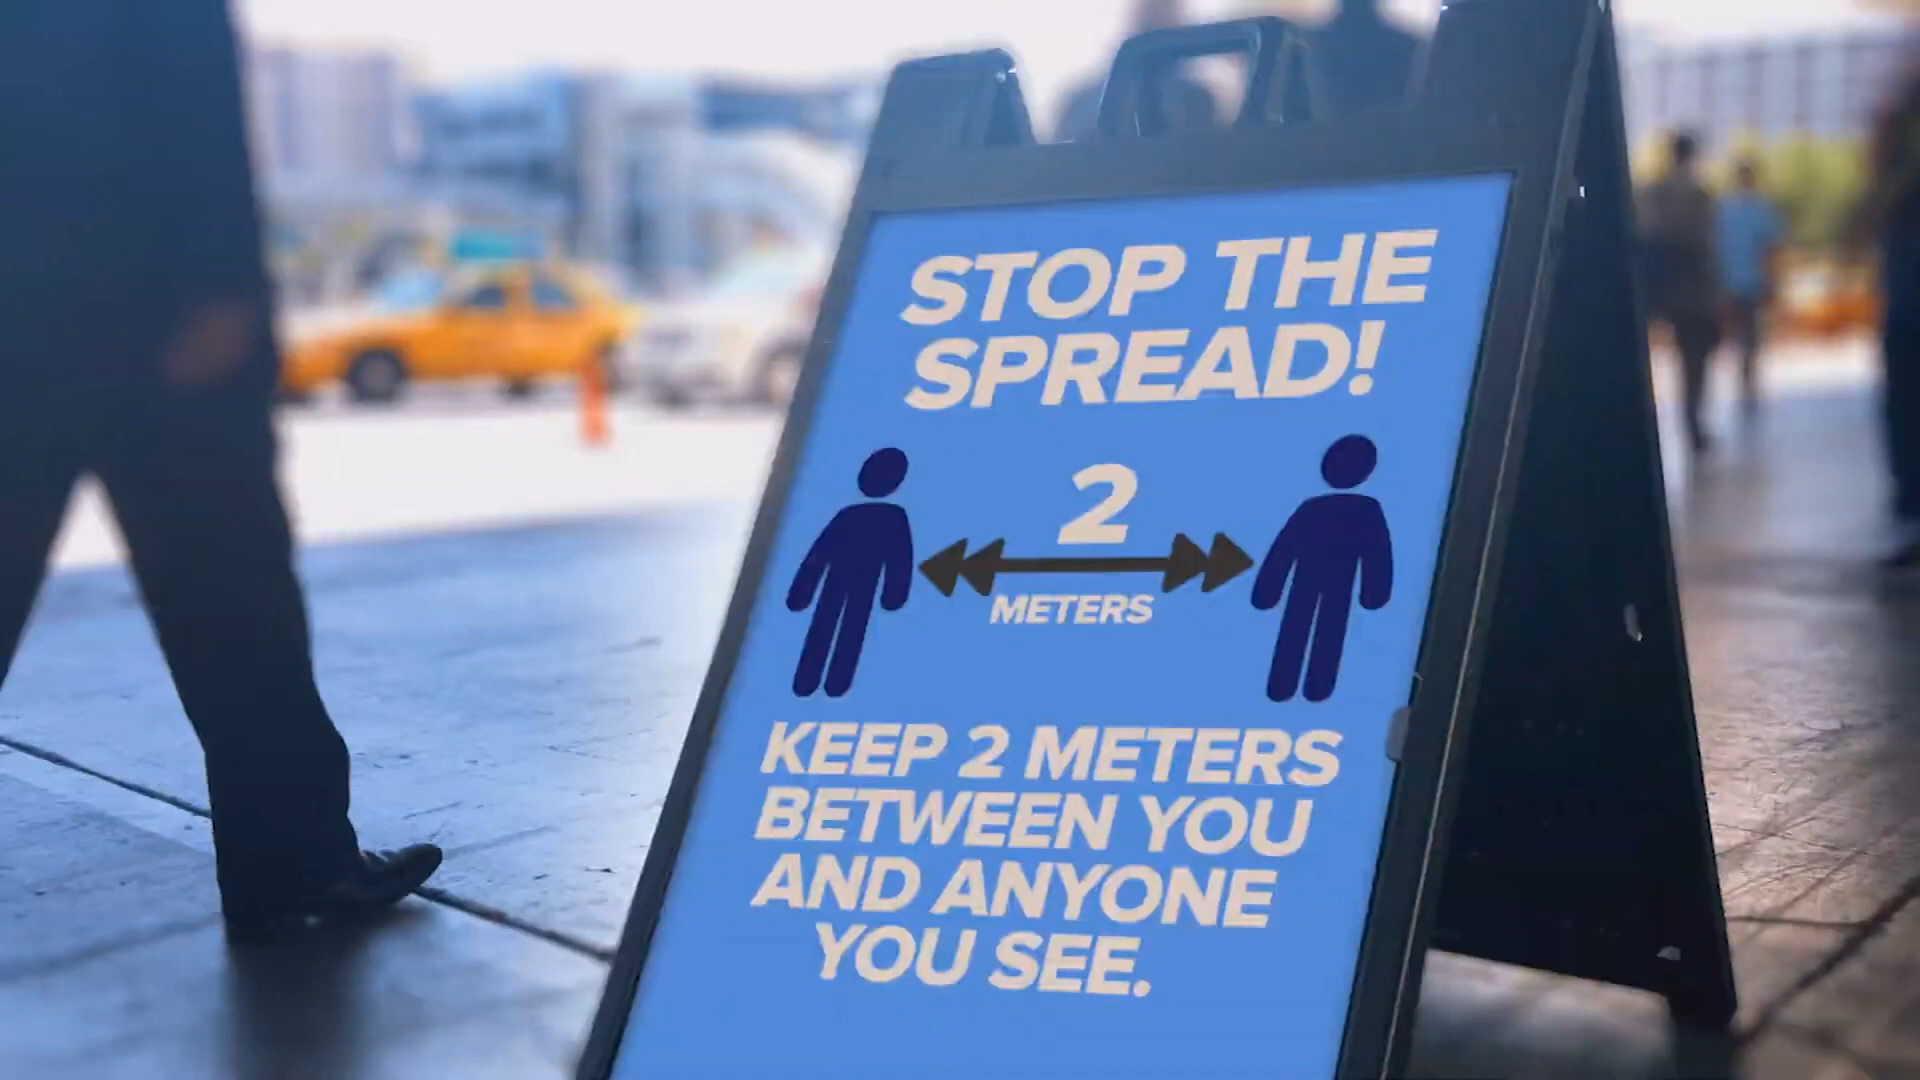 STOP THE
SPREAD!
2
METERS
KEEP 2 METERS
BETWEEN YOU
AND ANYONE
YOU SEE.